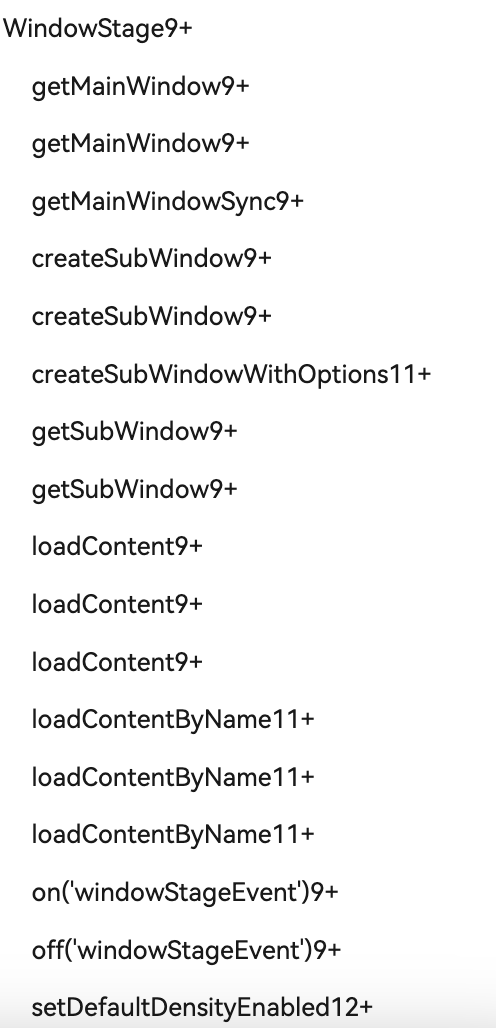 WindowStage9+
getMainWindow9+
getMainWindow9+
getMainWindowSync9+
createSubWindow9+
createSubWindow9+
createSubWindowWithOptions11+
getSubWindow9+
getSubWindow9+
loadContent9+
loadContent9+
loadContent9+
loadContentByName11+
loadContentByName11+
loadContentByName11+
on('windowStageEvent')9+
off('windowStageEvent')9+
setDefaultDensityEnabled12+